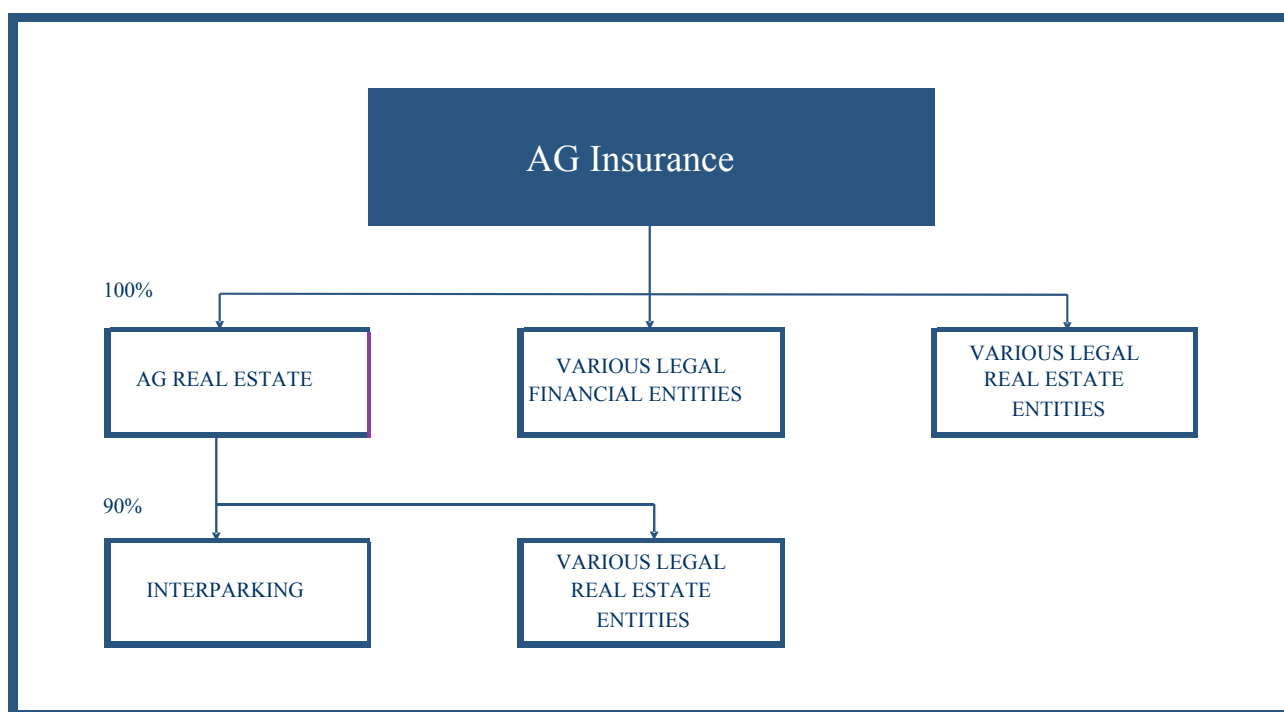 AG Insurance
100%
AG REAL ESTATE
VARIOUS LEGAL
FINANCIAL ENTITIES
VARIOUS LEGAL
REAL ESTATE
ENTITIES
90%
INTERPARKING
VARIOUS LEGAL
REAL ESTATE
ENTITIES